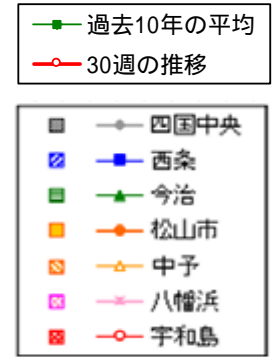 過去10年の平均
30週の推移
四国中央
西条
今治
松山市
中予
八幡浜
宇和島